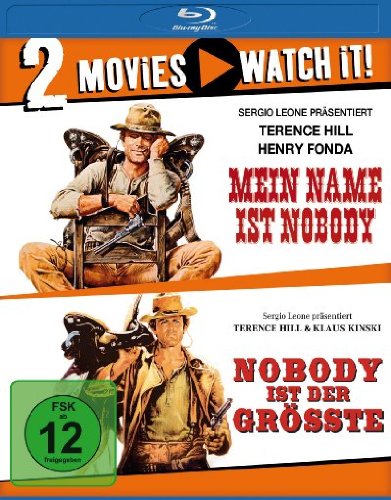 Blu-ray Disc
2 MOViES WATCH iT!
SERGIO LEONE PRÄSENTIERT
TERENCE HILL
HENRY FONDA
MEIN NAME
IST NOBODY
Sergio Leone präsentiert
TERENCE HILL & KLAUS KINSKI
NOBODY
IST DER
GRÖSSTE
FSK
ab
12
freigegeben